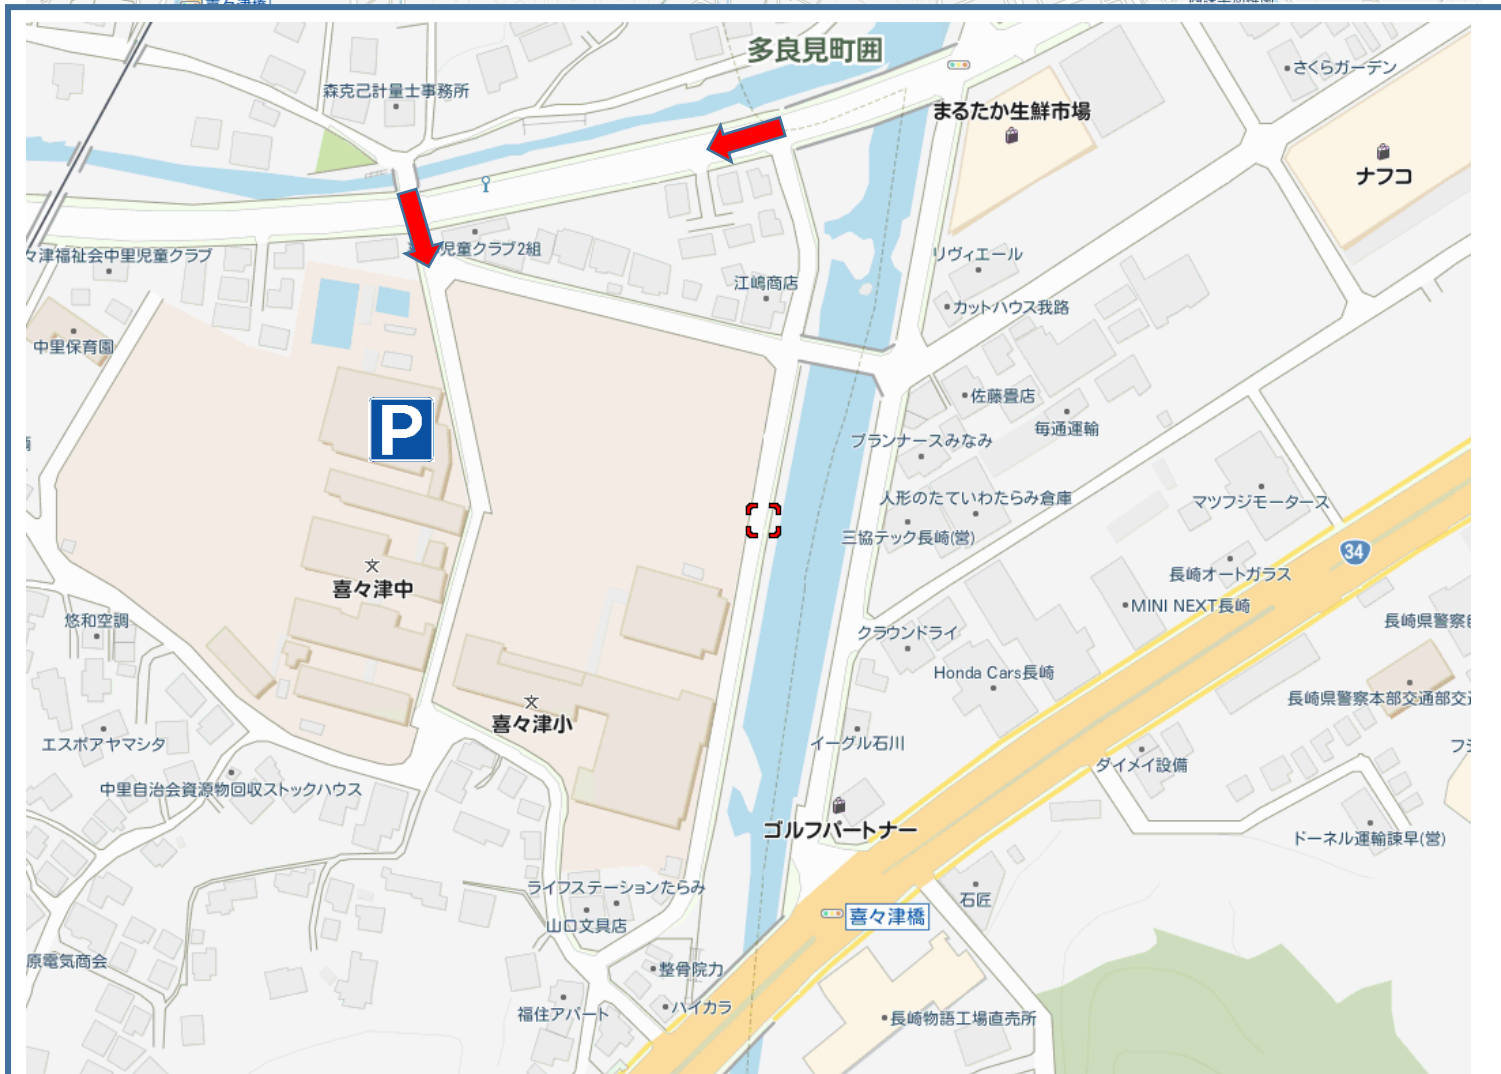 喜々津橋
多良見町囲
さくらガーデン
森克己計量士事務所
まるたか生鮮市場
ナフコ
児童クラブ2組
々津福祉会中里児童クラブ
リヴィエール
江嶋商店
カットハウス我路
中里保育園
佐藤畳店
P
毎通運輸
プランナースみなみ
人形のたていわたらみ倉庫
マツフジモータース
三協テック長崎(営)
34
長崎オートガラス
文
喜々津中
MINI NEXT長崎
悠和空調
長崎県警察
クラウンドライ
Honda Cars長崎
長崎県警察本部交通部交
文
喜々津小
エスポアヤマシタ
イーグル石川
ダイメイ設備
中里自治会資源物回収ストックハウス
ゴルフパートナー
ドーネル運輸諫早(営)
ライフステーションたらみ
石匠
喜々津橋
山口文具店
原電気商会
整骨院力
ハイカラ
福住アパート
長崎物語工場直売所